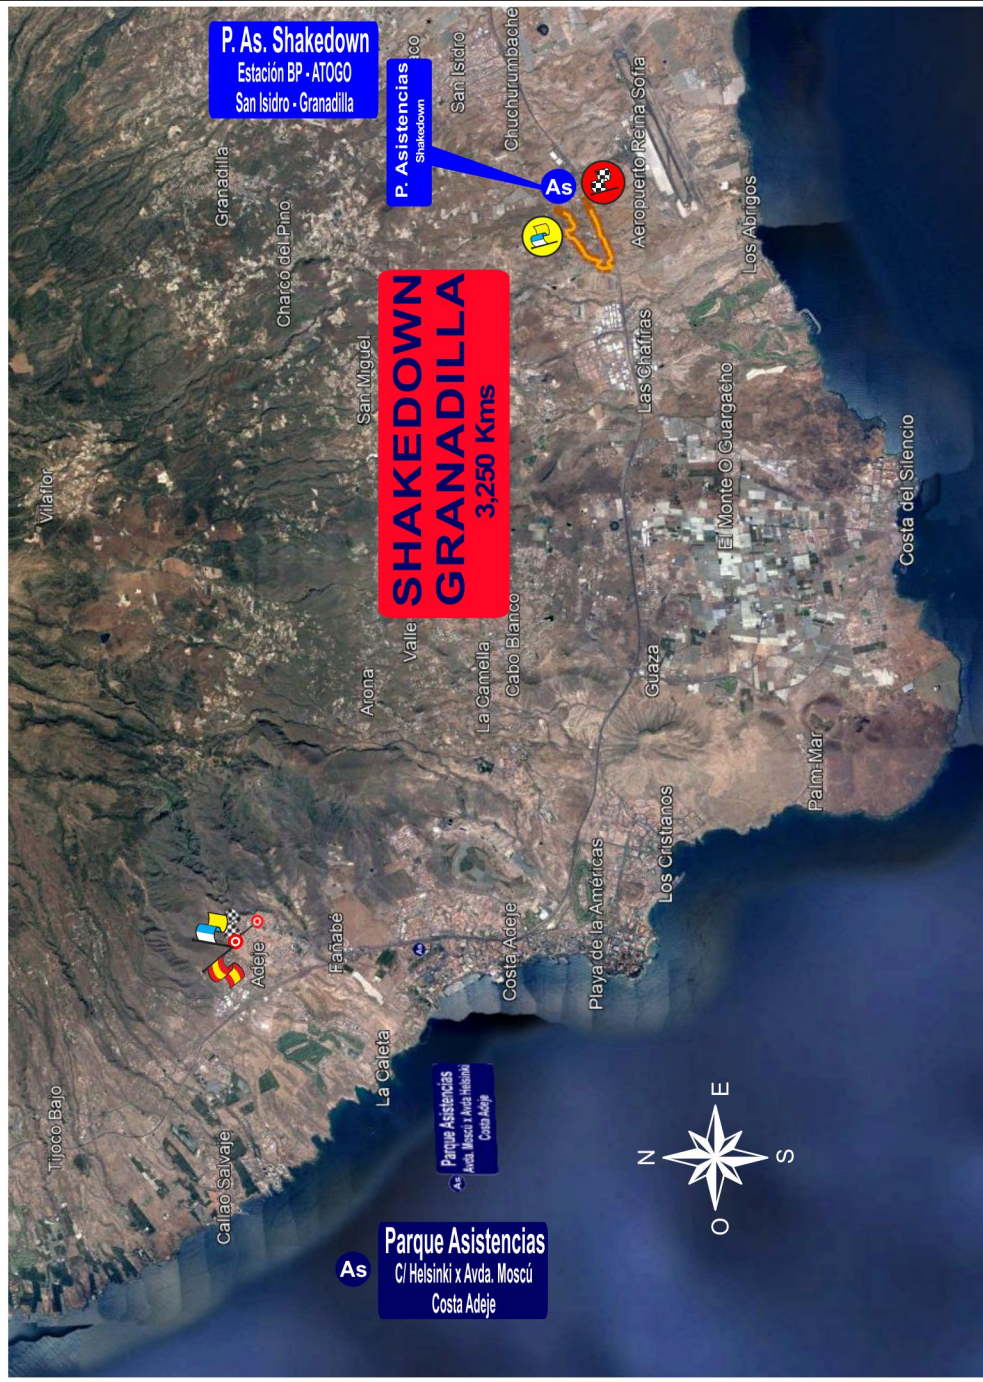 P. As. Shakedown
Estación BP - ATOGO
San Isidro - Granadilla
P. Asistencias
Shakedown
aco
San Isidro
Chuchurumbache
Granadilla
Charco del Pino
As
Aeropuerto Reina Sofía
Los Abrigos
SHAKEDOWN
GRANADILLA
3,250 Kms
San Miguel
Las Chafiras
El Monte O Guargacho
Costa del Silencio
Vilaflor
Valle
Arona
La Camella
Cabo Blanco
Guaza
Palm-Mar
Los Cristianos
Playa de la Américas
Costa Adeje
As
Fañabé
Adeje
La Caleta
Tijoco Bajo
Callao Salvaje
Parque Asistencias
Avda. Moscú x Avda Helsinki
Costa Adeje
As
As
Parque Asistencias
C/ Helsinki x Avda. Moscú
Costa Adeje
N
E
S
O